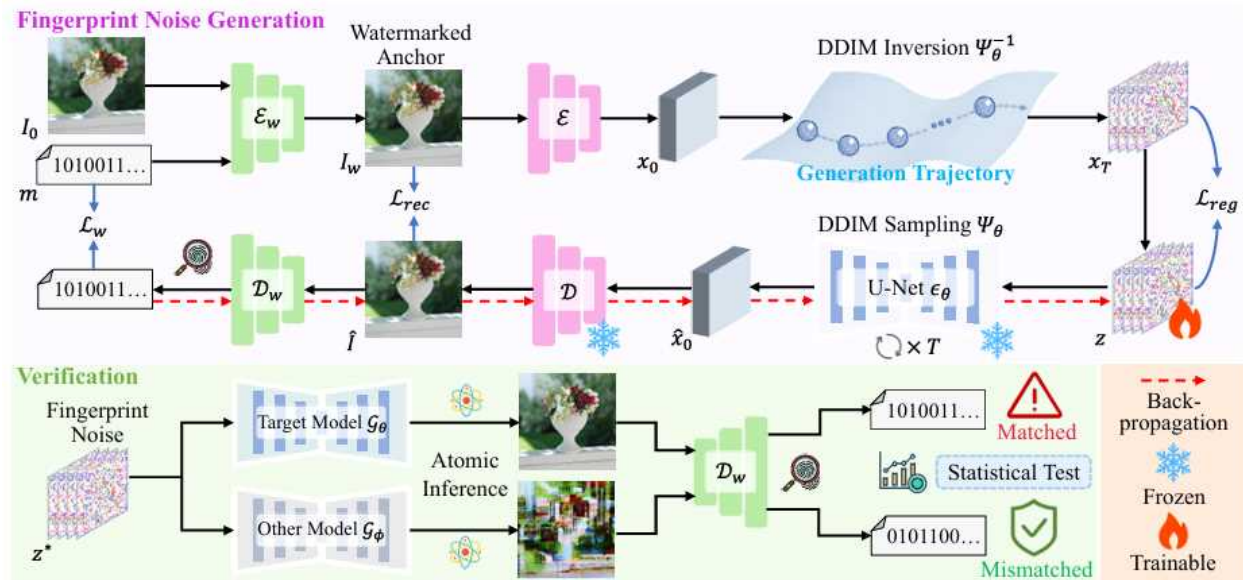 Fingerprint Noise Generation
Watermarked
Anchor
DDIM Inversion Ψ_θ^{-1}
I_0
ℰ_w
ℰ
1010011...
m
I_w
x_0
Generation Trajectory
x_T
ℒ_w
ℒ_rec
ℒ_reg
DDIM Sampling Ψ_θ
1010011...
𝒟_w
𝒟
U-Net ϵ_θ
Î
x̂_0
× T
z
Verification
Fingerprint
Noise
Target Model 𝒢_θ
1010011...
Matched
Back-
propagation
Atomic
Inference
𝒟_w
Statistical Test
Frozen
Other Model 𝒢_ϕ
0101100...
z*
Mismatched
Trainable